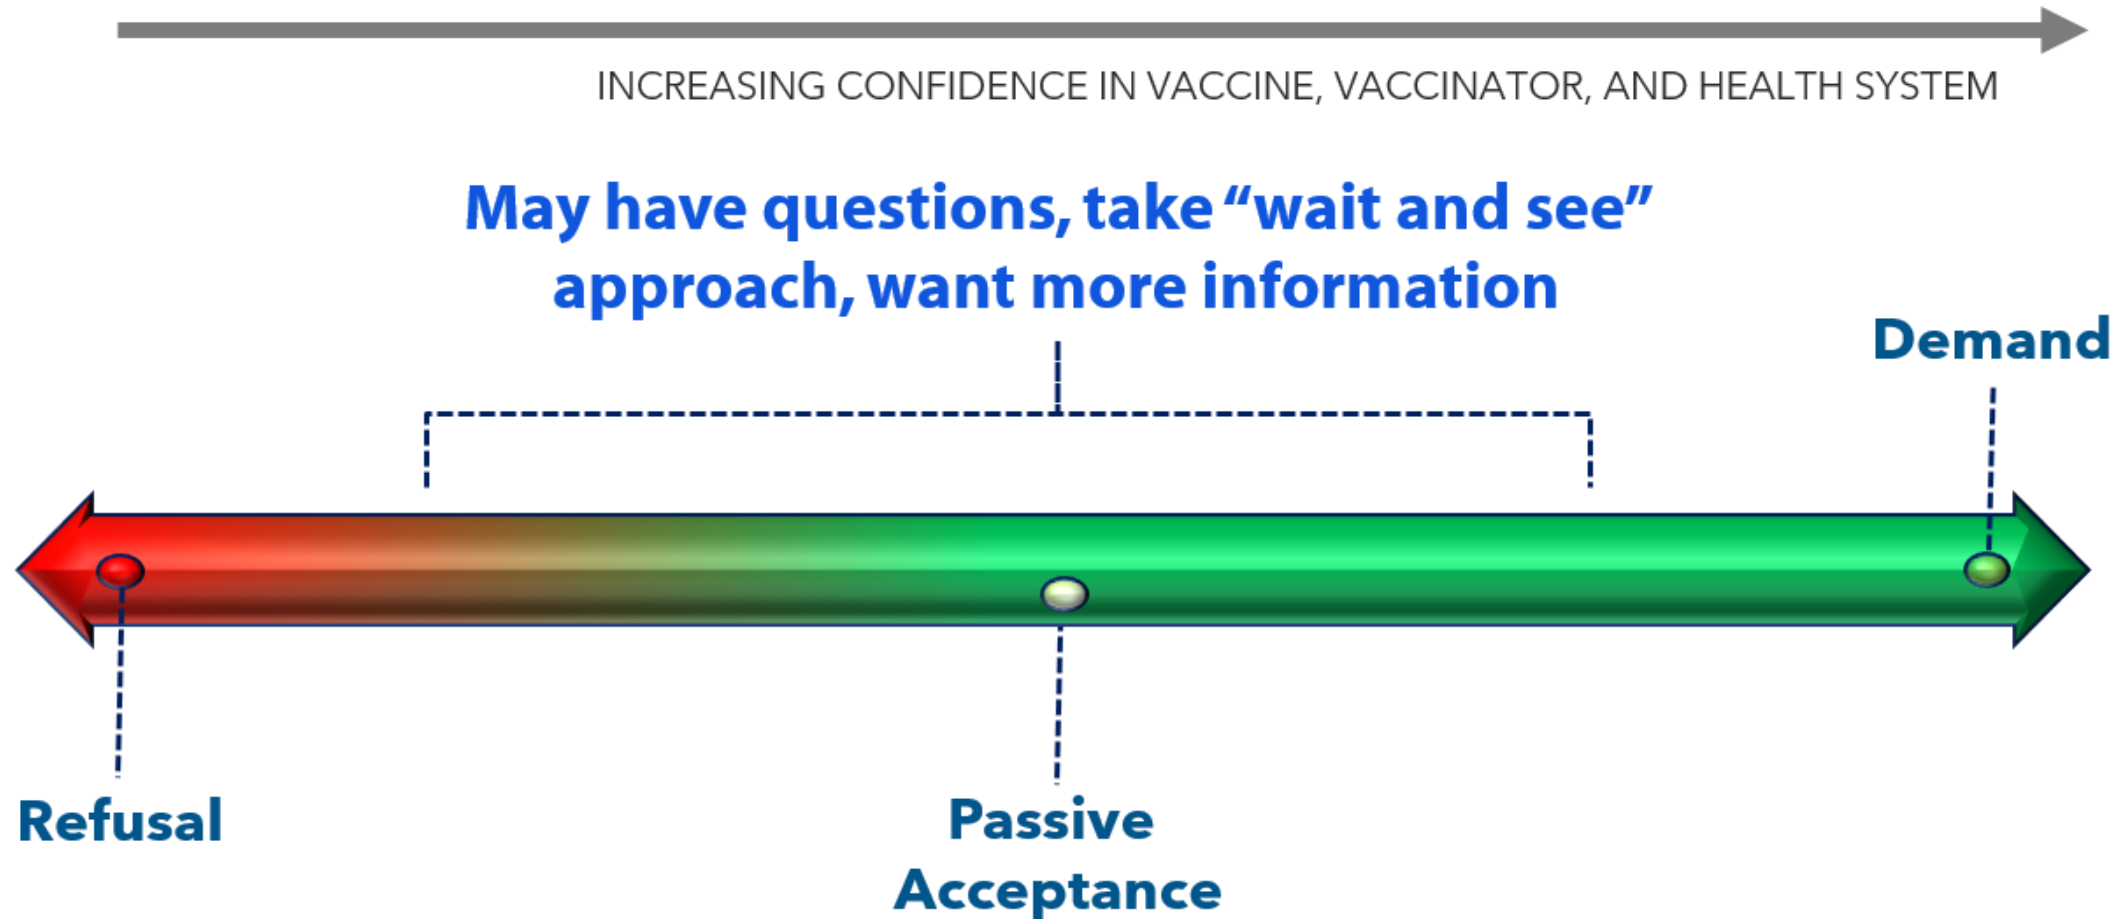 INCREASING CONFIDENCE IN VACCINE, VACCINATOR, AND HEALTH SYSTEM
May have questions, take “wait and see”
approach, want more information
Demand
Refusal
Passive
Acceptance